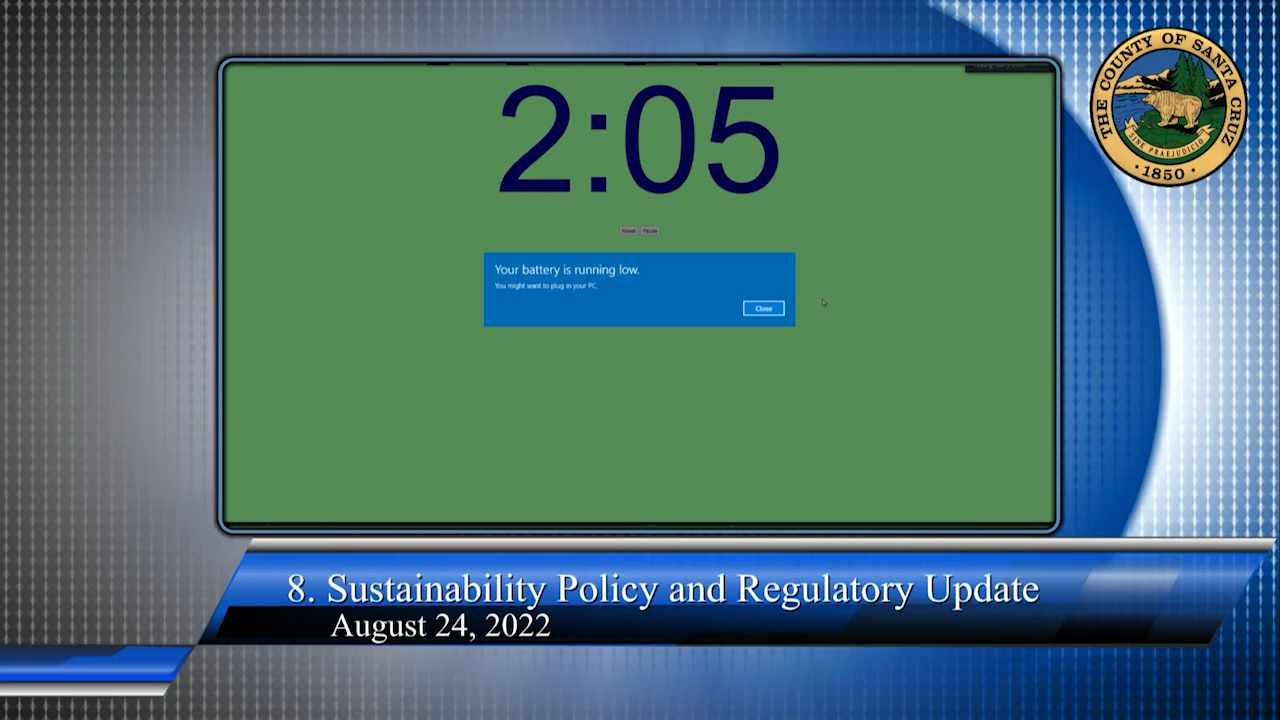 THE COUNTY OF SANTA CRUZ
SINE PRAEJUDICIO
1850
2:05
Reset Pause
Your battery is running low.
You might want to plug in your PC.
Close
8. Sustainability Policy and Regulatory Update
August 24, 2022